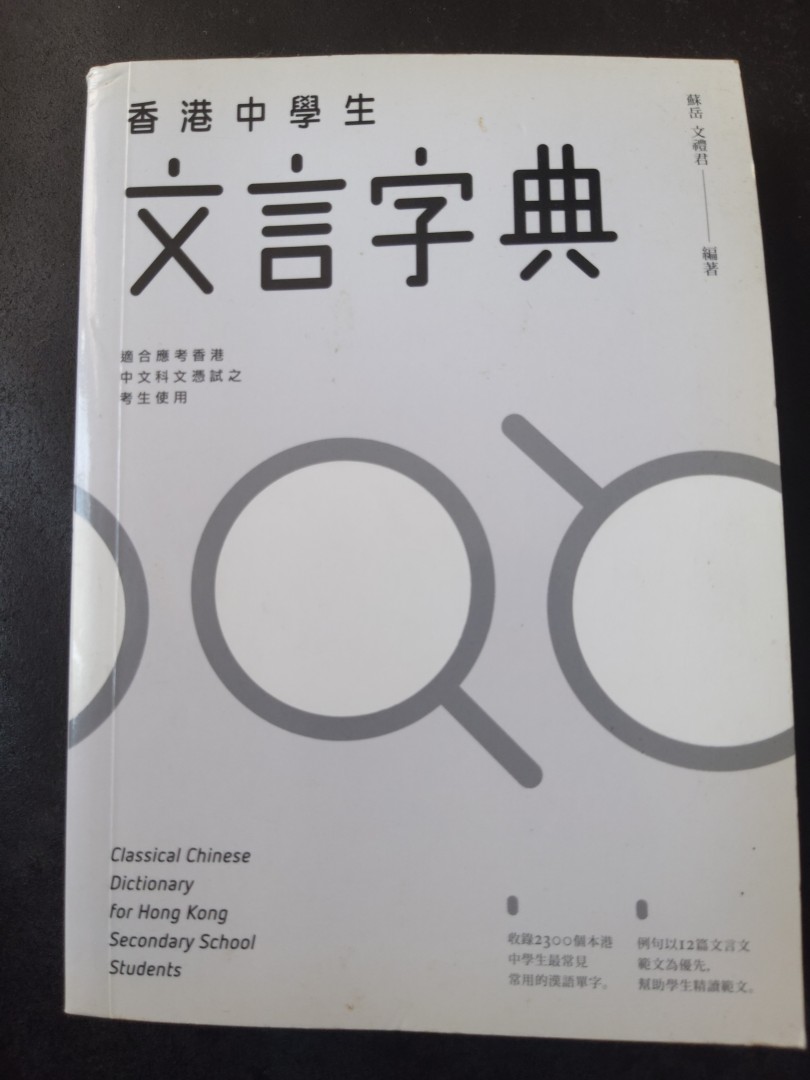 香港中學生
文言字典
蘇岳 文禮君——編著
適合應考香港
中文科文憑試之
考生使用
Classical Chinese
Dictionary
for Hong Kong
Secondary School
Students
收錄2300個本港
中學生最常見
常用的漢語單字。
例句以12篇文言文
範文為優先，
幫助學生精讀範文。